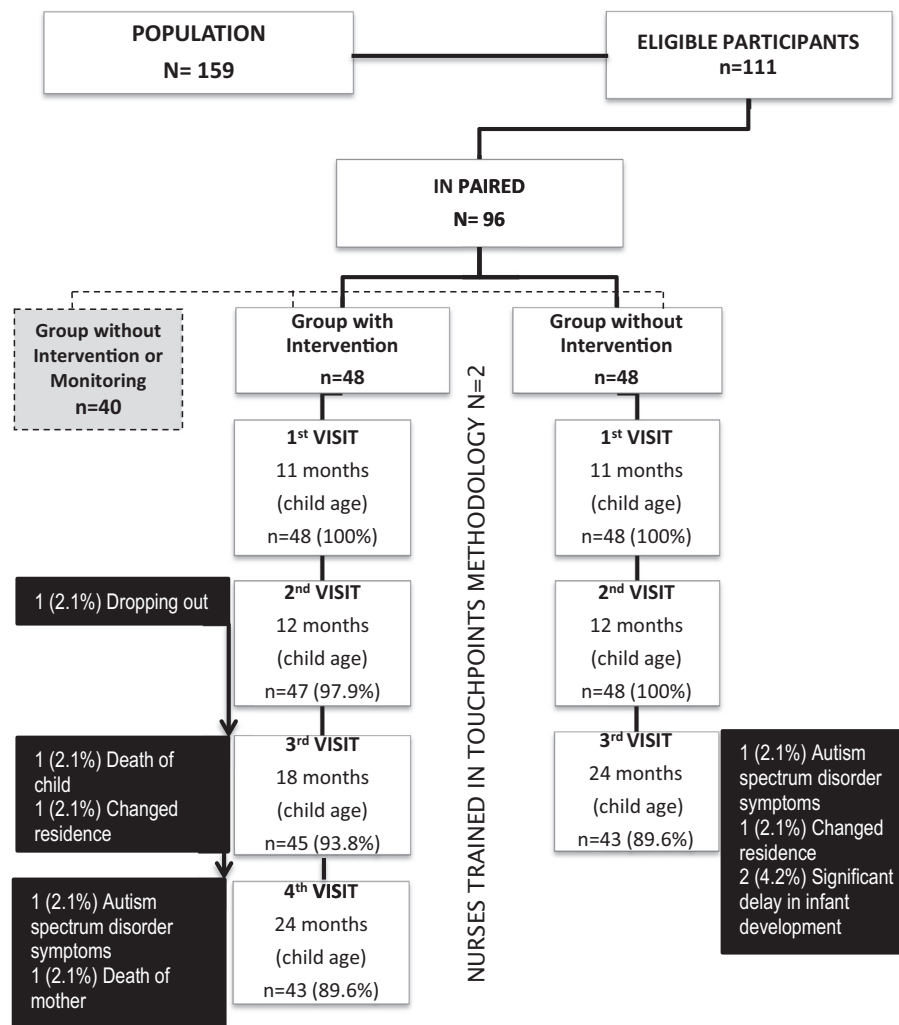 POPULATION
N= 159
ELIGIBLE PARTICIPANTS
n=111
IN PAIRED
N= 96
Group without
Intervention or
Monitoring
n=40
Group with
Intervention
n=48
Group without
Intervention
n=48
NURSES TRAINED IN TOUCHPOINTS METHODOLOGY N=2
1st VISIT
11 months
(child age)
n=48 (100%)
1st VISIT
11 months
(child age)
n=48 (100%)
1 (2.1%) Dropping out
2nd VISIT
12 months
(child age)
n=47 (97.9%)
2nd VISIT
12 months
(child age)
n=48 (100%)
1 (2.1%) Death of
child
1 (2.1%) Changed
residence
3rd VISIT
18 months
(child age)
n=45 (93.8%)
3rd VISIT
24 months
(child age)
n=43 (89.6%)
1 (2.1%) Autism
spectrum disorder
symptoms
1 (2.1%) Changed
residence
2 (4.2%) Significant
delay in infant
development
1 (2.1%) Autism
spectrum disorder
symptoms
1 (2.1%) Death of
mother
4th VISIT
24 months
(child age)
n=43 (89.6%)